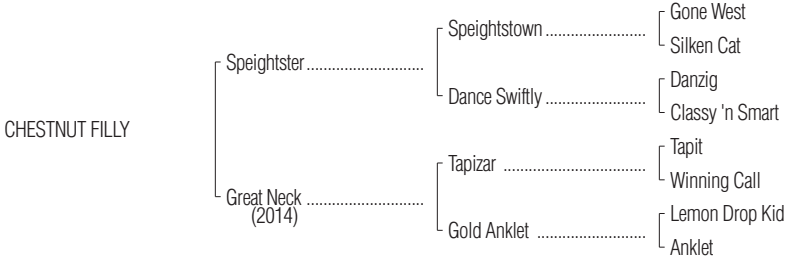 Gone West
Speightstown ........................
Silken Cat
Speightster ............................
Danzig
Dance Swiftly ........................
Classy 'n Smart
CHESTNUT FILLY
Tapit
Tapizar ..................................
Winning Call
Great Neck ............................
(2014)
Lemon Drop Kid
Gold Anklet ..........................
Anklet